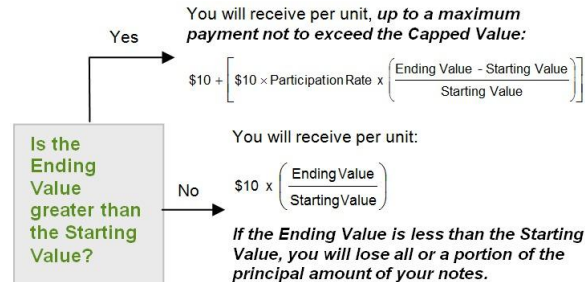 You will receive per unit, up to a maximum
payment not to exceed the Capped Value:
Yes
$10 + [ $10 × Participation Rate x ( Ending Value - Starting Value / Starting Value ) ]
Is the
Ending
Value
greater than
the Starting
Value?
You will receive per unit:
No
$10 x ( Ending Value / Starting Value )
If the Ending Value is less than the Starting
Value, you will lose all or a portion of the
principal amount of your notes.